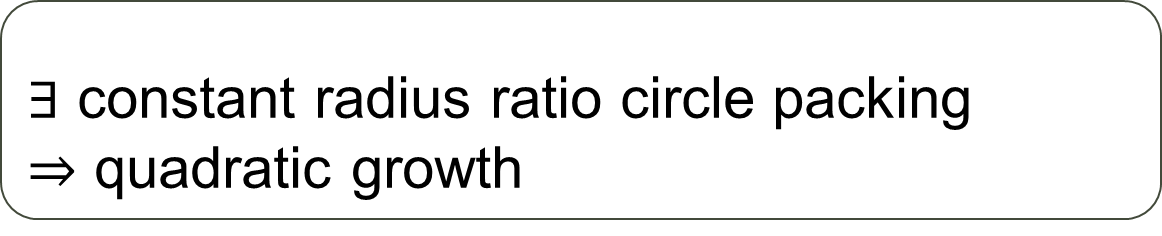 ∃ constant radius ratio circle packing
⇒ quadratic growth